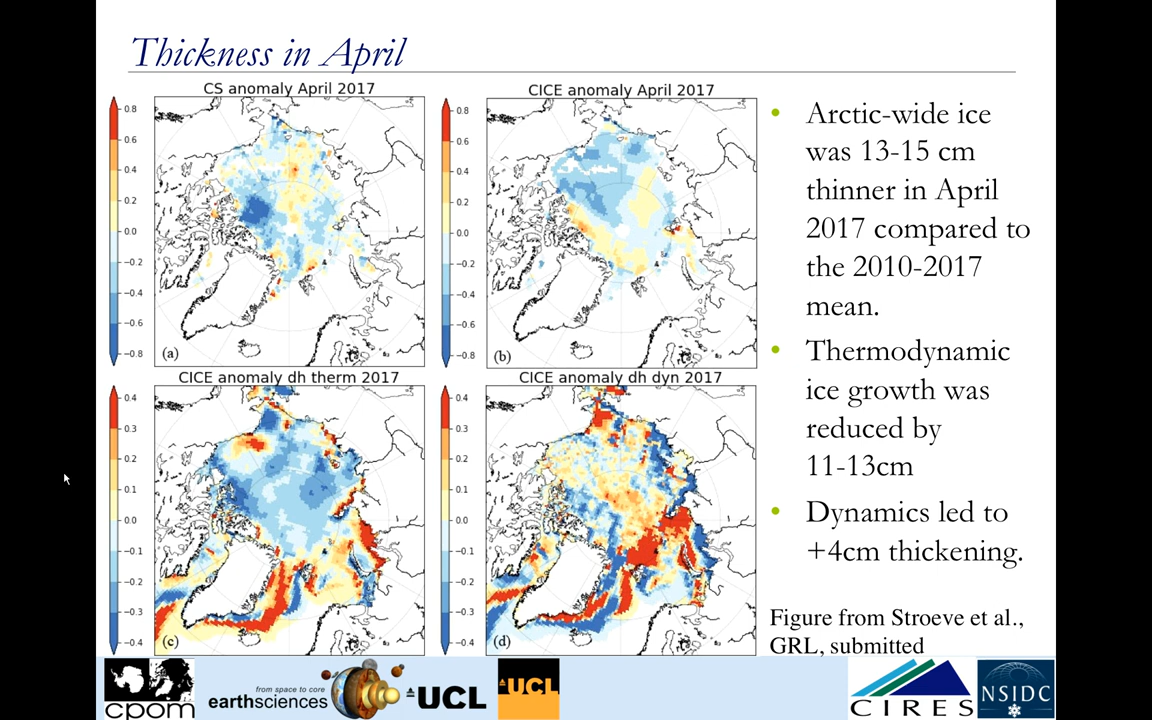 Thickness in April
CS anomaly April 2017
0.8
0.6
0.4
0.2
0.0
−0.2
−0.4
−0.6
−0.8
(a)
CICE anomaly April 2017
0.8
0.6
0.4
0.2
0.0
−0.2
−0.4
−0.6
−0.8
(b)
CICE anomaly dh therm 2017
0.4
0.3
0.2
0.1
0.0
−0.1
−0.2
−0.3
−0.4
(c)
CICE anomaly dh dyn 2017
0.4
0.3
0.2
0.1
0.0
−0.1
−0.2
−0.3
−0.4
(d)
• Arctic-wide ice
was 13-15 cm
thinner in April
2017 compared to
the 2010-2017
mean.
• Thermodynamic
ice growth was
reduced by
11-13cm
• Dynamics led to
+4cm thickening.
Figure from Stroeve et al.,
GRL, submitted
cpom
from space to core
earthsciences
UCL
UCL
CIRES
NSIDC